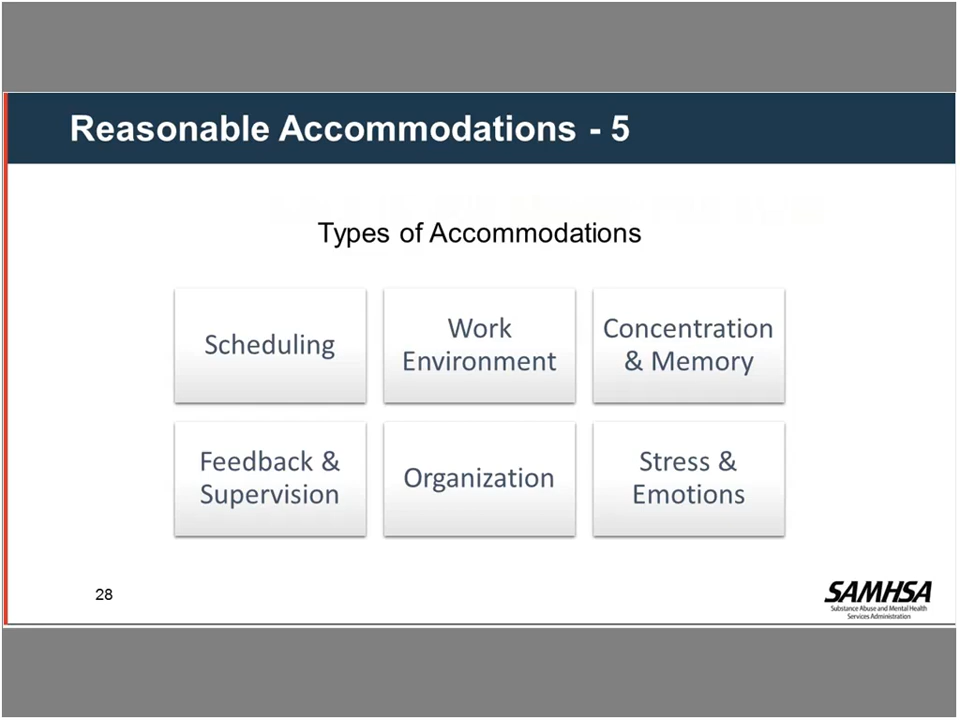 Reasonable Accommodations - 5
Types of Accommodations
Scheduling
Work
Environment
Concentration
& Memory
Feedback &
Supervision
Organization
Stress &
Emotions
28
SAMHSA
Substance Abuse and Mental Health
Services Administration